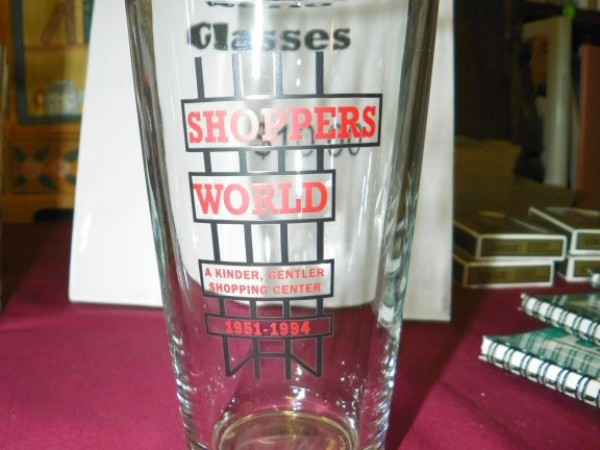 Glasses
SHOPPERS
WORLD
A KINDER, GENTLER
SHOPPING CENTER
1951-1994